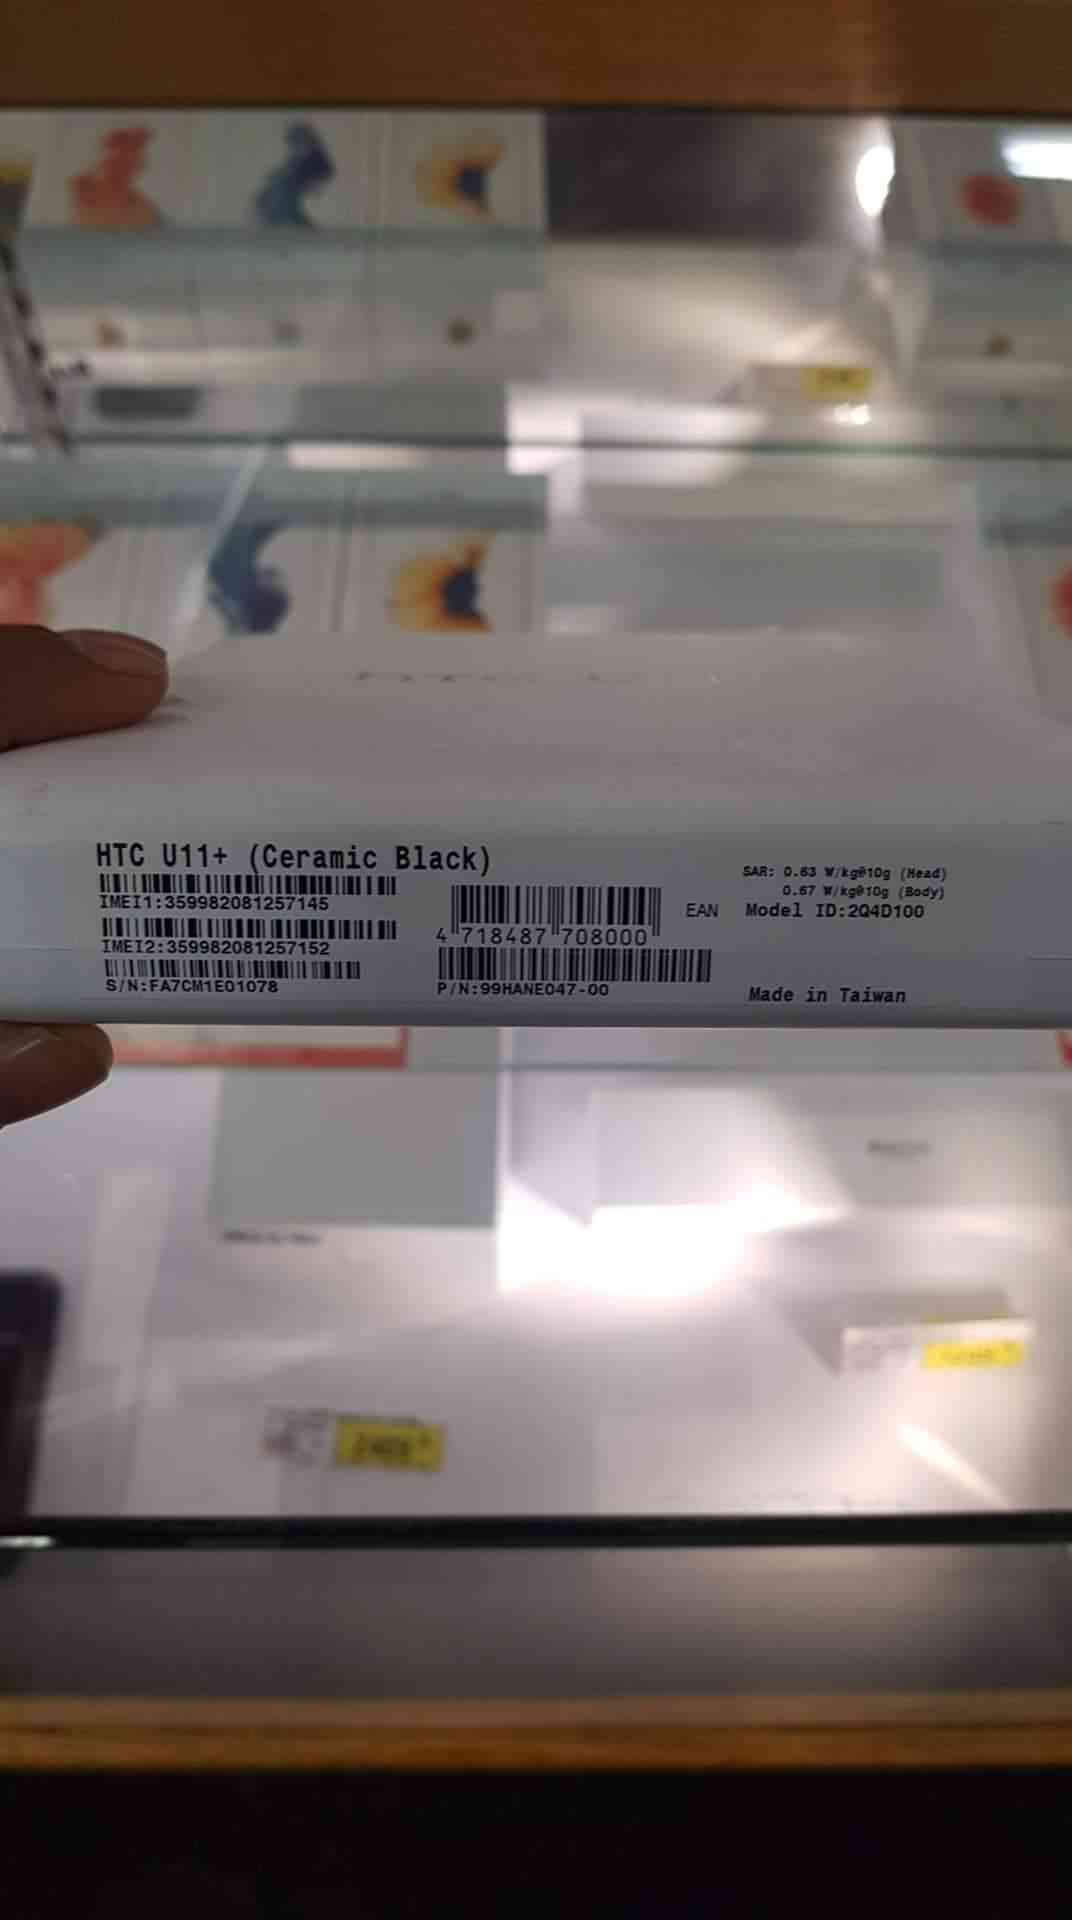 HTC U11+ (Ceramic Black)
IMEI1:359982081257145
IMEI2:359982081257152
S/N:FA7CM1E01078
4 718487 708000
EAN
P/N:99HANE047-00
SAR: 0.63 W/kg@10g (Head)
0.67 W/kg@10g (Body)
Model ID:2Q4D100
Made in Taiwan